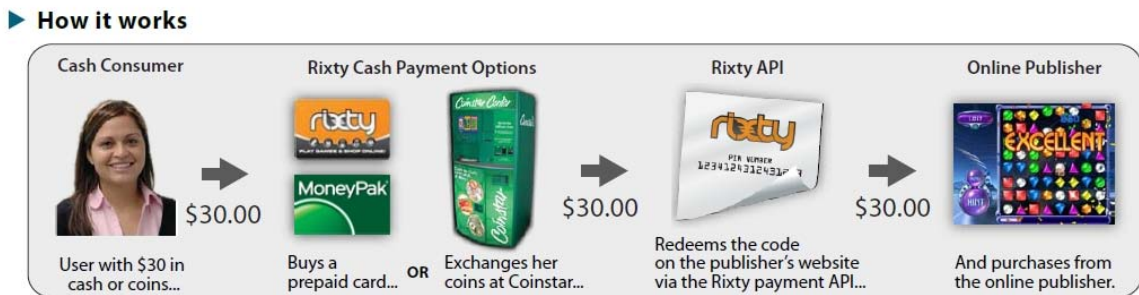 How it works
Cash Consumer
Rixty Cash Payment Options
Rixty API
Online Publisher
rixty
PLAY GAMES & SHOP ONLINE!
MoneyPak
Coinstar Center
Coinstar
rixty
PIN NUMBER
EXCELLENT
HINT
$30.00
$30.00
$30.00
User with $30 in
cash or coins...
Buys a
prepaid card...
OR
Exchanges her
coins at Coinstar...
Redeems the code
on the publisher's website
via the Rixty payment API...
And purchases from
the online publisher.